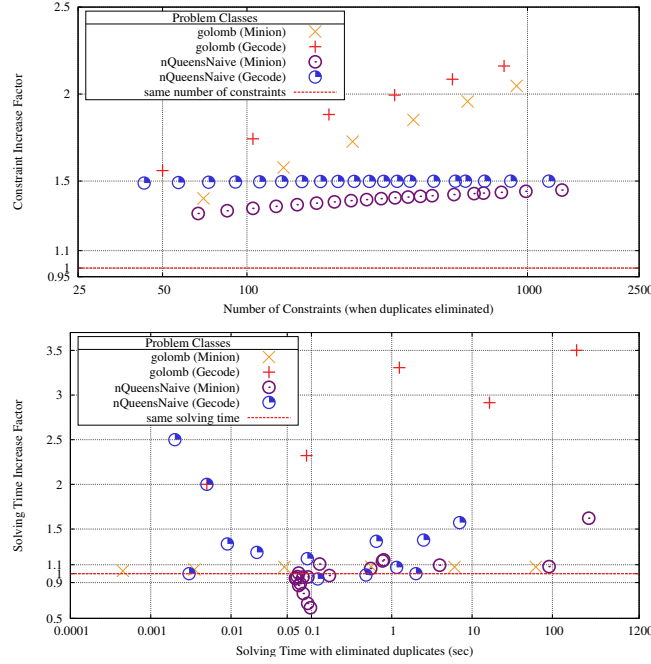 2.5
2
1.5
1.1
1
0.95
Constraint Increase Factor
Problem Classes
golomb (Minion)
golomb (Gecode)
nQueensNaive (Minion)
nQueensNaive (Gecode)
same number of constraints
25 50 100 1000 2500
Number of Constraints (when duplicates eliminated)
3.5
3
2.5
2
1.5
1.1
1
0.9
0.5
Solving Time Increase Factor
Problem Classes
golomb (Minion)
golomb (Gecode)
nQueensNaive (Minion)
nQueensNaive (Gecode)
same solving time
0.0001 0.001 0.01 0.05 0.1 1 10 100 1200
Solving Time with eliminated duplicates (sec)